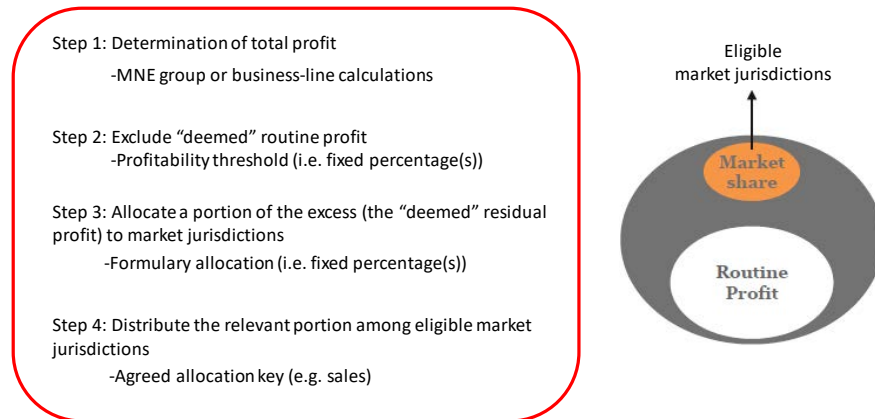 Step 1: Determination of total profit
-MNE group or business-line calculations
Step 2: Exclude “deemed” routine profit
-Profitability threshold (i.e. fixed percentage(s))
Step 3: Allocate a portion of the excess (the “deemed” residual
profit) to market jurisdictions
-Formulary allocation (i.e. fixed percentage(s))
Step 4: Distribute the relevant portion among eligible market
jurisdictions
-Agreed allocation key (e.g. sales)
Eligible
market jurisdictions
Market
share
Routine
Profit